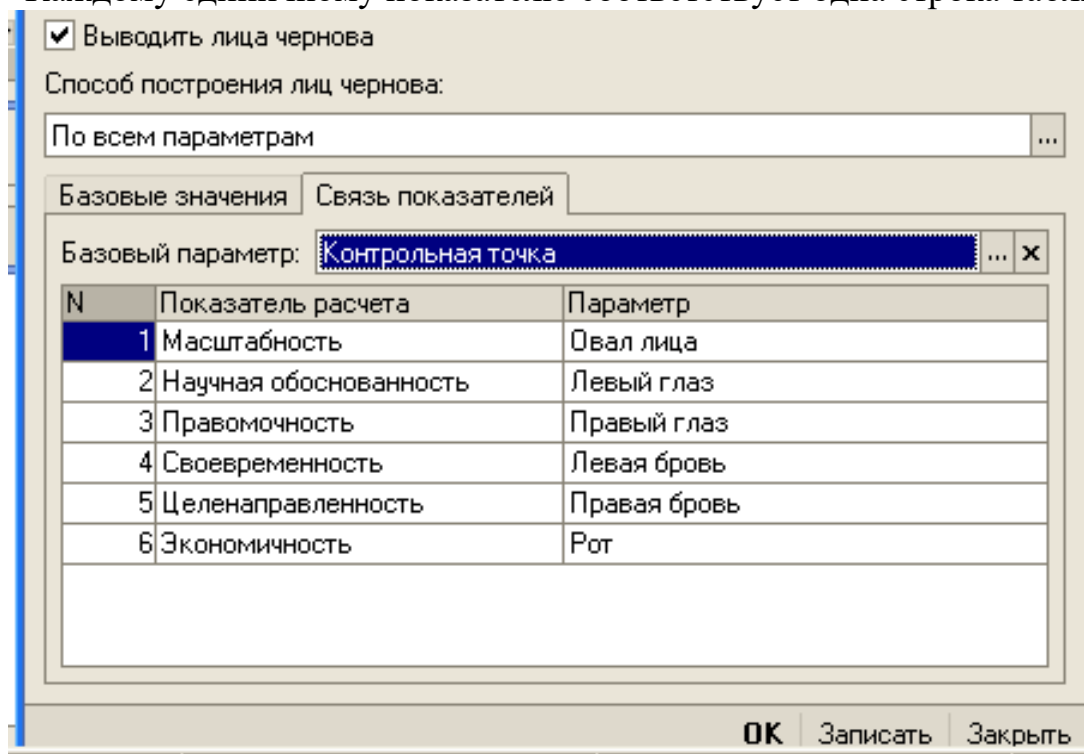 Выводить лица чернова
Способ построения лиц чернова:
По всем параметрам ...
Базовые значения Связь показателей
Базовый параметр: Контрольная точка ... x
N Показатель расчета Параметр
1 Масштабность Овал лица
2 Научная обоснованность Левый глаз
3 Правомочность Правый глаз
4 Своевременность Левая бровь
5 Целенаправленность Правая бровь
6 Экономичность Рот
OK Записать Закрыть